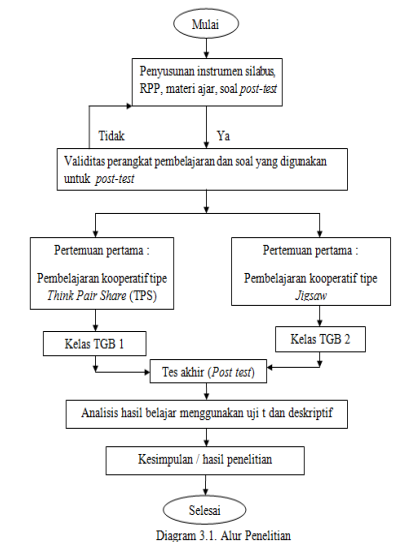 Mulai
Penyusunan instrumen silabus,
RPP, materi ajar, soal post-test
Tidak
Ya
Validitas perangkat pembelajaran dan soal yang digunakan
untuk post-test
Pertemuan pertama :
Pembelajaran kooperatif tipe
Think Pair Share (TPS)
Pertemuan pertama :
Pembelajaran kooperatif tipe
Jigsaw
Kelas TGB 1
Kelas TGB 2
Tes akhir (Post test)
Analisis hasil belajar menggunakan uji t dan deskriptif
Kesimpulan / hasil penelitian
Selesai
Diagram 3.1. Alur Penelitian